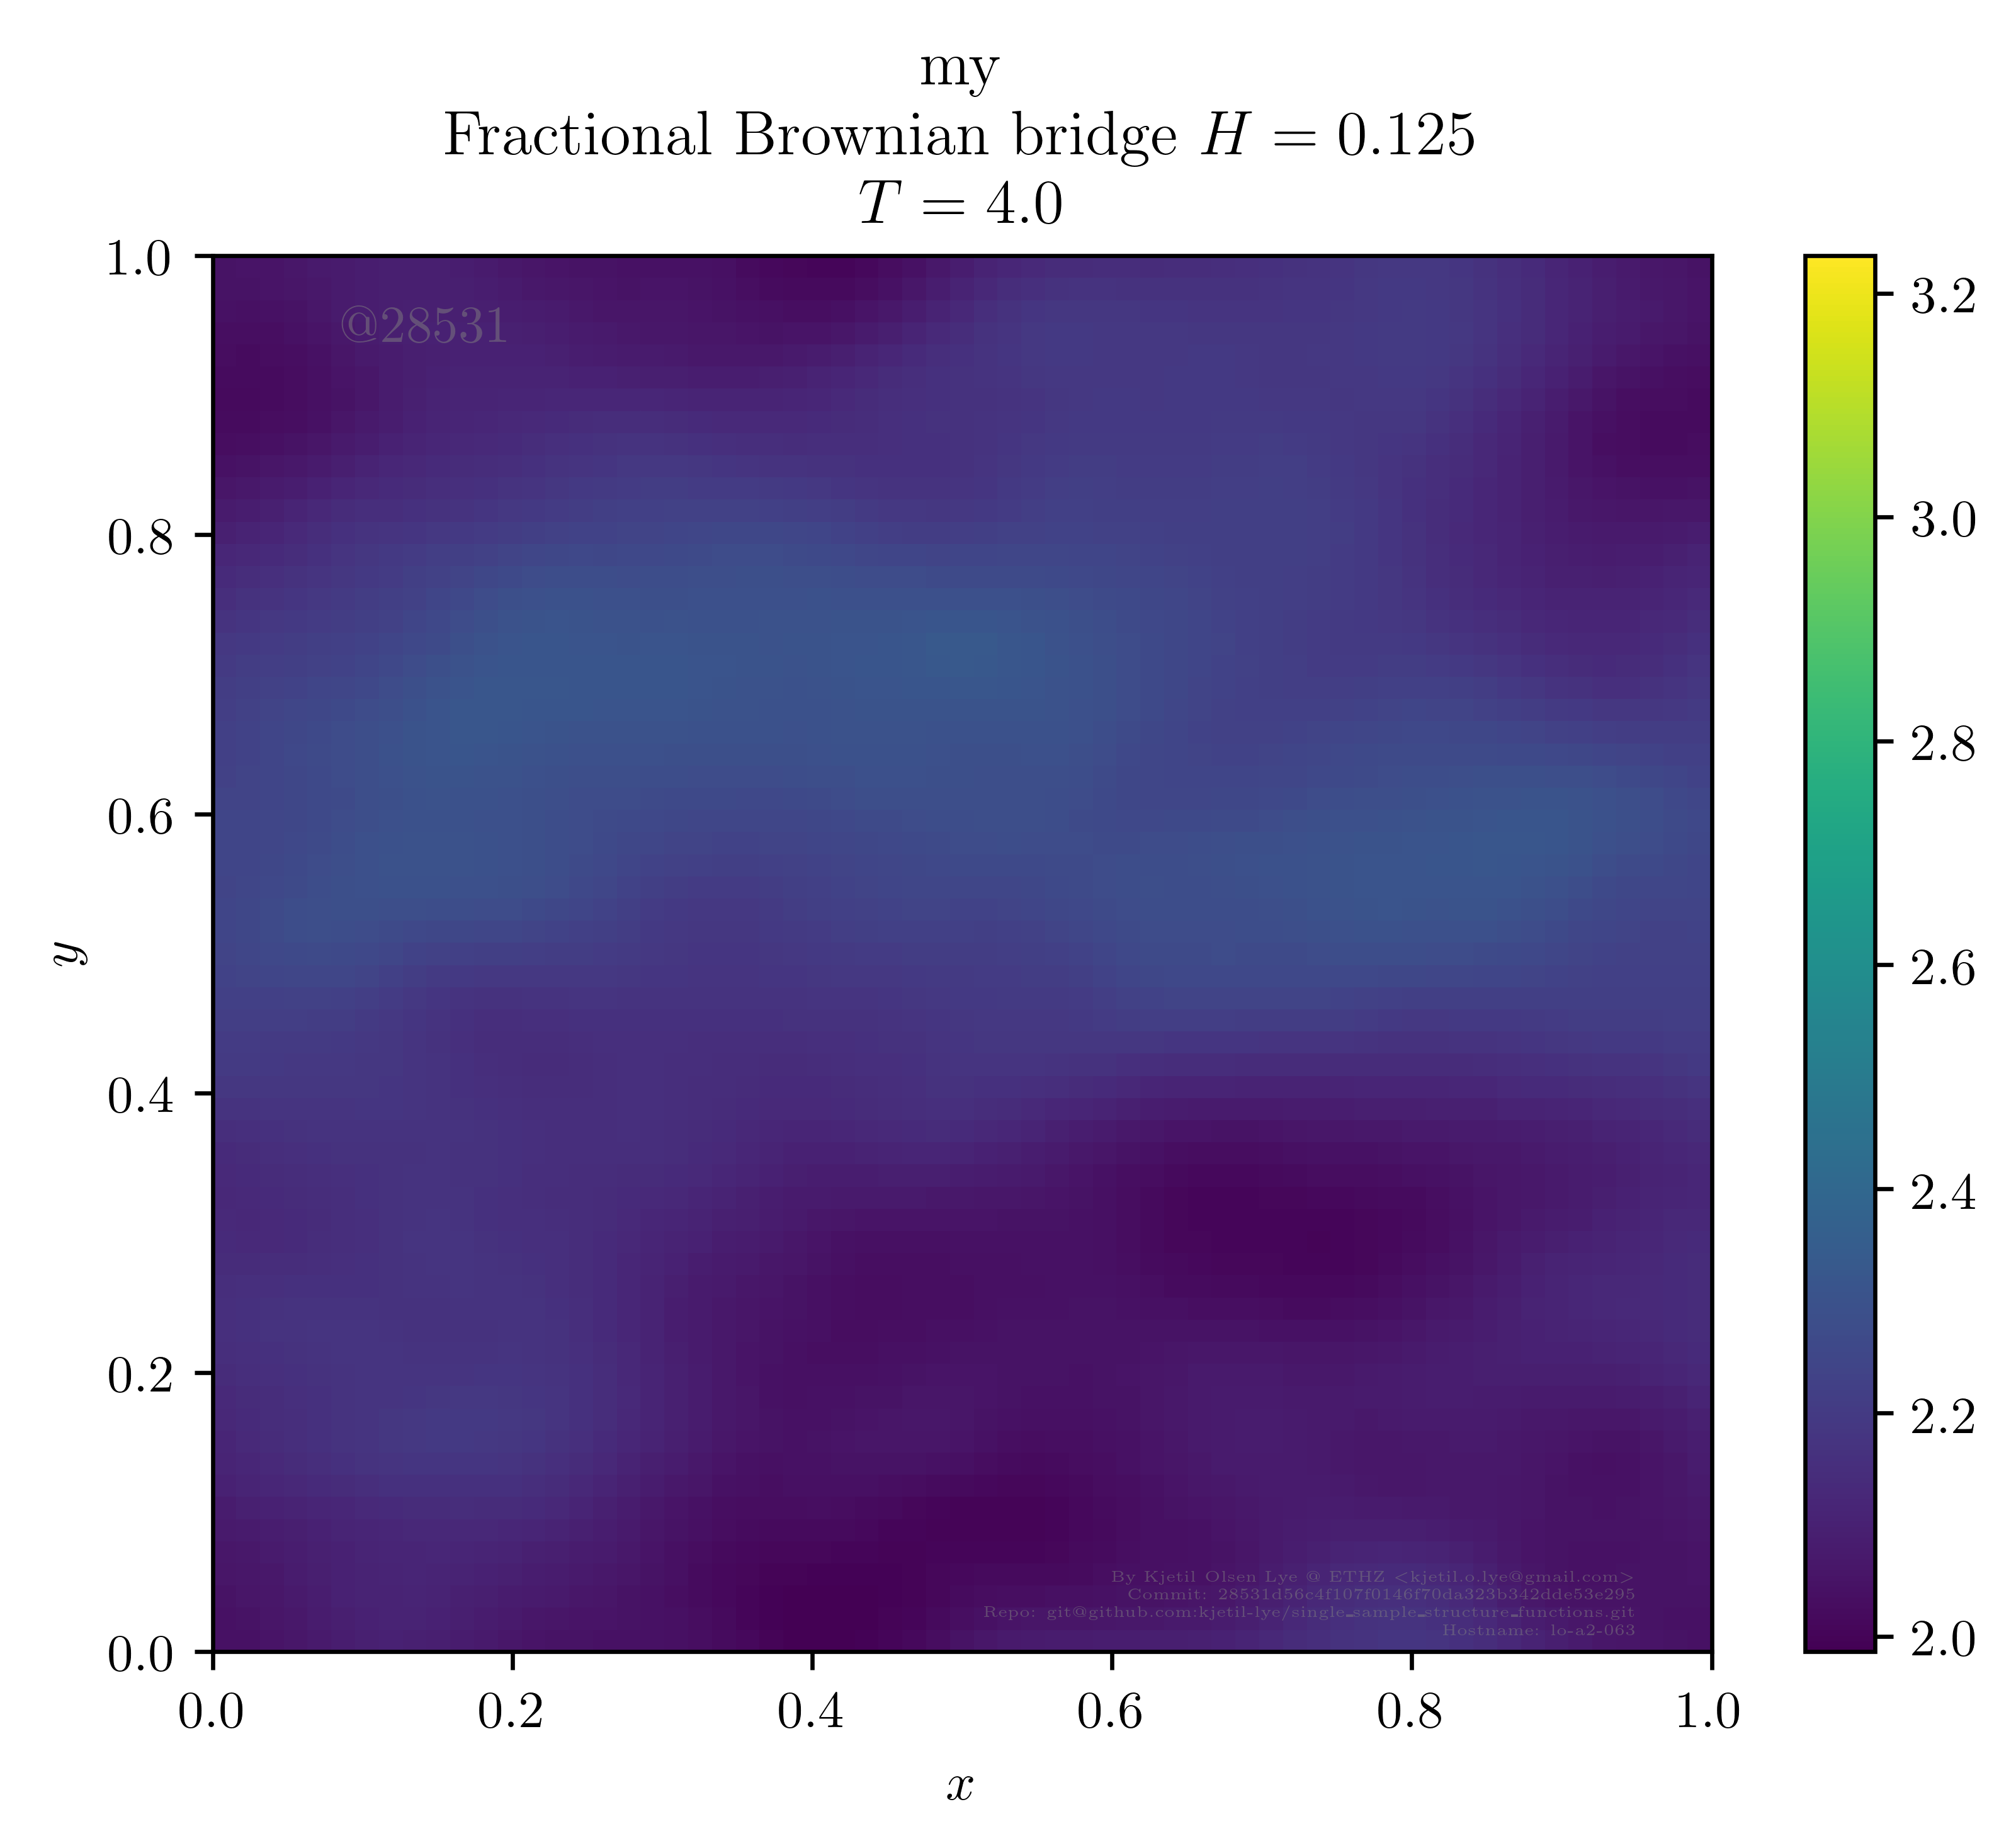 my
Fractional Brownian bridge H = 0.125
T = 4.0
@28531
1.0
0.8
0.6
0.4
0.2
0.0
y
0.0 0.2 0.4 0.6 0.8 1.0
x
3.2
3.0
2.8
2.6
2.4
2.2
2.0
By Kjetil Olsen Lye @ ETHZ <kjetil.o.lye@gmail.com>
Commit: 28531d56c4f107f0146f70da323b342dde53e295
Repo: git@github.com:kjetil-lye/single_sample_structure_functions.git
Hostname: lo-a2-063